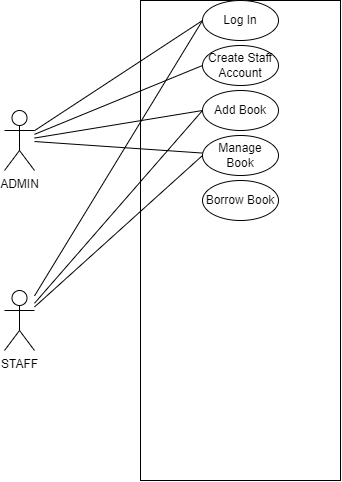 Log In
Create Staff
Account
Add Book
Manage
Book
Borrow Book
ADMIN
STAFF